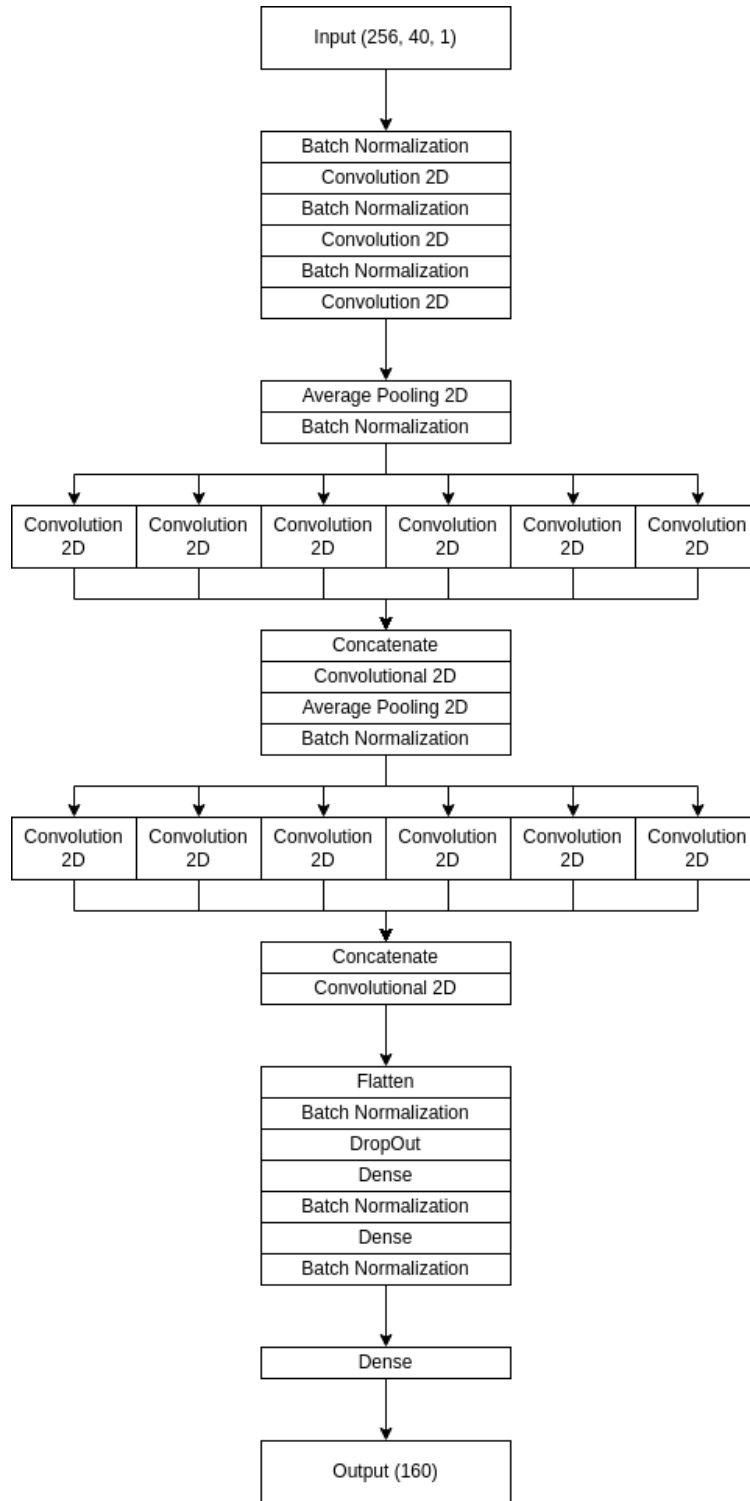 Input (256, 40, 1)
Batch Normalization
Convolution 2D
Batch Normalization
Convolution 2D
Batch Normalization
Convolution 2D
Average Pooling 2D
Batch Normalization
Convolution 2D
Convolution 2D
Convolution 2D
Convolution 2D
Convolution 2D
Convolution 2D
Concatenate
Convolutional 2D
Average Pooling 2D
Batch Normalization
Convolution 2D
Convolution 2D
Convolution 2D
Convolution 2D
Convolution 2D
Convolution 2D
Concatenate
Convolutional 2D
Flatten
Batch Normalization
DropOut
Dense
Batch Normalization
Dense
Batch Normalization
Dense
Output (160)